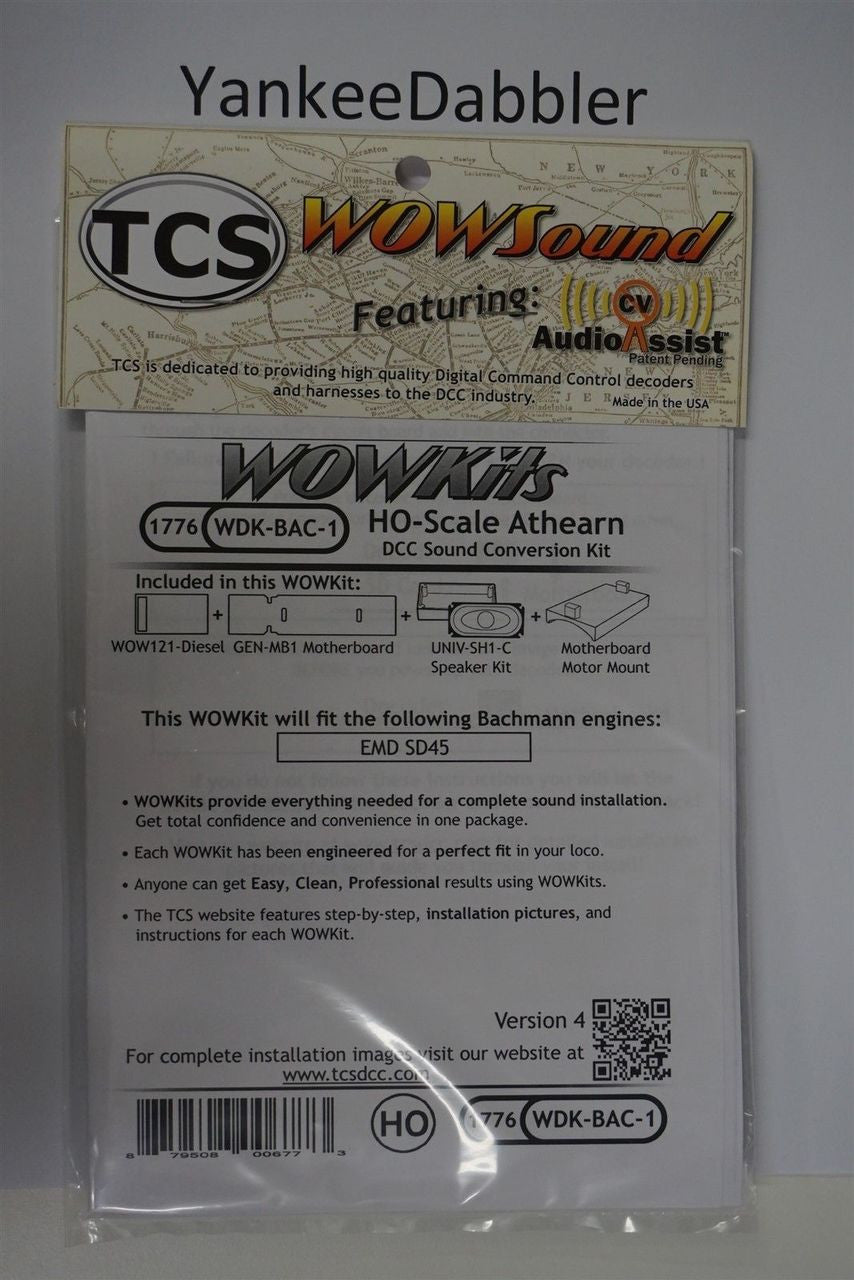 YankeeDabbler
TCS
WOWSound
Featuring:
CV
AudioAssist™
Patent Pending
TCS is dedicated to providing high quality Digital Command Control decoders
and harnesses to the DCC industry.
Made in the USA
WOWKits
1776 WDK-BAC-1
HO-Scale Athearn
DCC Sound Conversion Kit
Included in this WOWKit:
+ + +
WOW121-Diesel GEN-MB1 Motherboard UNIV-SH1-C Motherboard
Speaker Kit Motor Mount
This WOWKit will fit the following Bachmann engines:
EMD SD45
• WOWKits provide everything needed for a complete sound installation.
Get total confidence and convenience in one package.
• Each WOWKit has been engineered for a perfect fit in your loco.
• Anyone can get Easy, Clean, Professional results using WOWKits.
• The TCS website features step-by-step, installation pictures, and
instructions for each WOWKit.
Version 4
For complete installation images visit our website at
www.tcsdcc.com
8 79508 00677 3
HO
1776 WDK-BAC-1